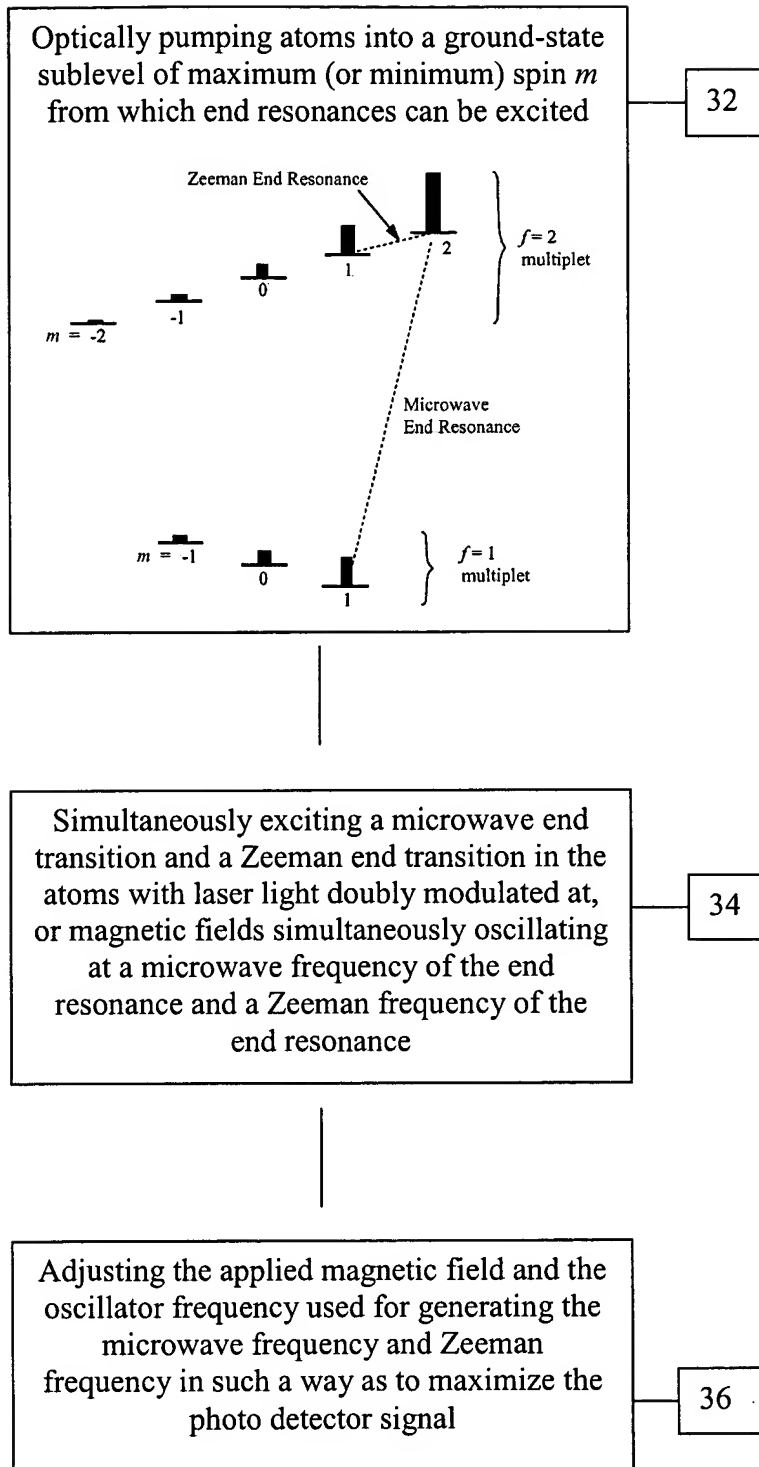 Optically pumping atoms into a ground-state
sublevel of maximum (or minimum) spin m
from which end resonances can be excited
32
Zeeman End Resonance
2
f= 2
multiplet
1
0
-1
m = -2
Microwave
End Resonance
m = -1
0
1
f= 1
multiplet
Simultaneously exciting a microwave end
transition and a Zeeman end transition in the
atoms with laser light doubly modulated at,
or magnetic fields simultaneously oscillating
at a microwave frequency of the end
resonance and a Zeeman frequency of the
end resonance
34
Adjusting the applied magnetic field and the
oscillator frequency used for generating the
microwave frequency and Zeeman
frequency in such a way as to maximize the
photo detector signal
36